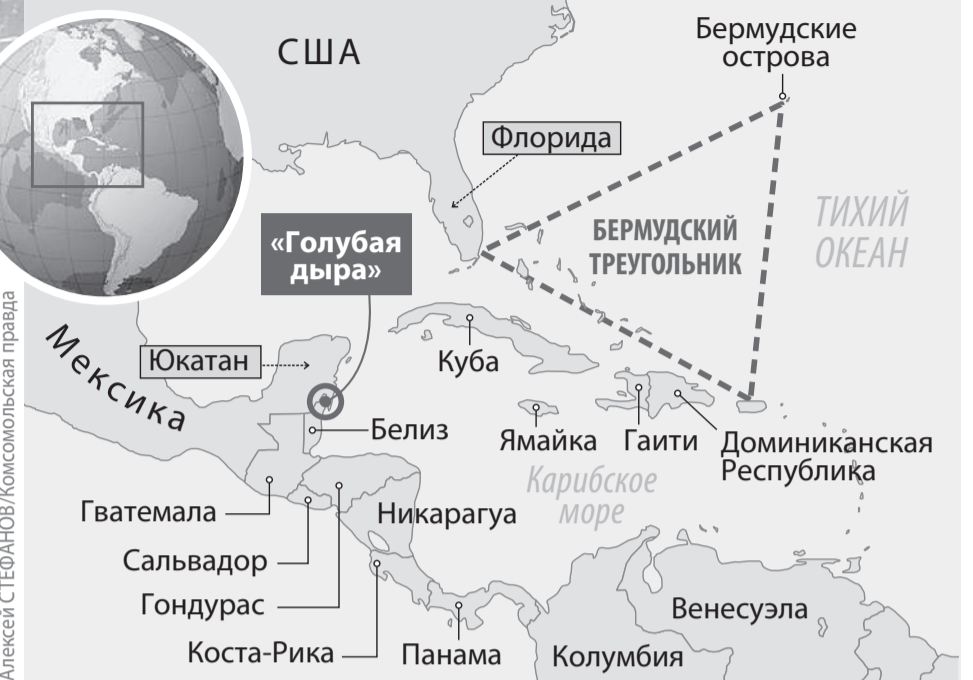 США
Бермудские
острова
Флорида
ТИХИЙ
ОКЕАН
БЕРМУДСКИЙ
ТРЕУГОЛЬНИК
«Голубая
дыра»
Мексика
Юкатан
Куба
Белиз
Ямайка
Гаити
Доминиканская
Республика
Карибское
море
Гватемала
Никарагуа
Сальвадор
Гондурас
Венесуэла
Коста-Рика
Панама
Колумбия
Алексей СТЕФАНОВ/Комсомольская правда